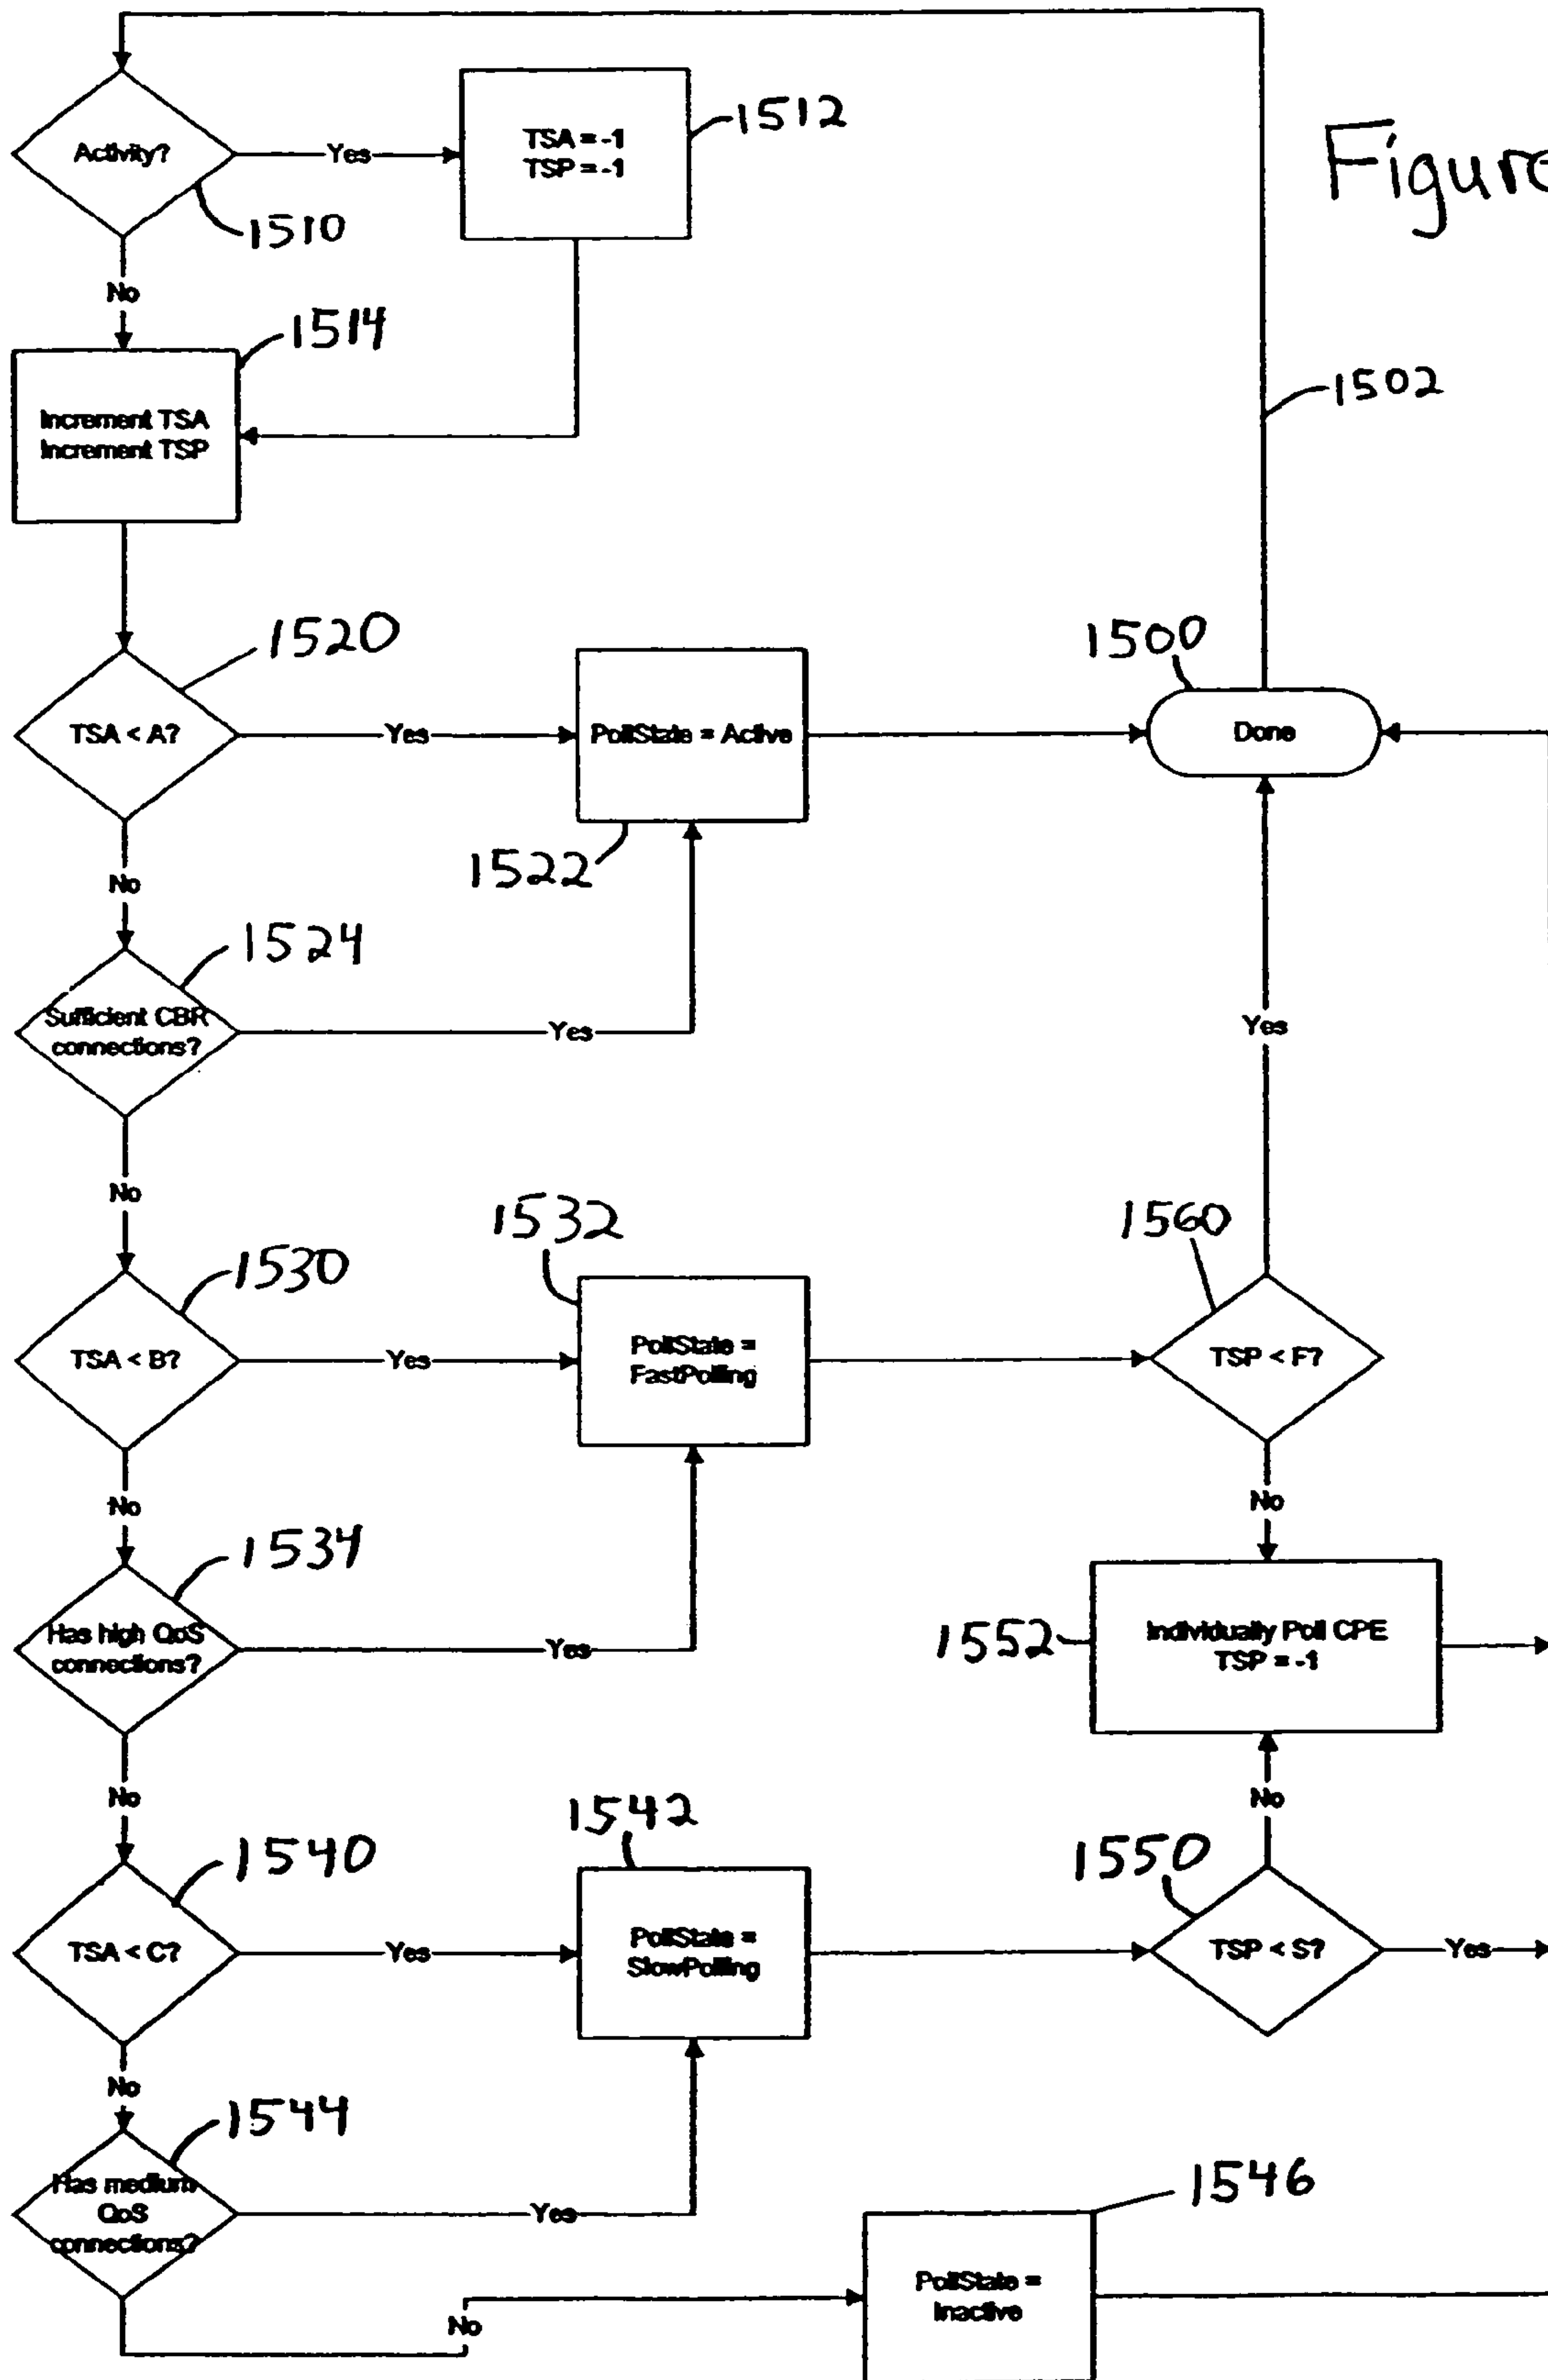 Activity?
Yes
TSA = -1
TSP = -1
1512
Figure
1510
No
1514
Increment TSA
Increment TSP
1502
1520
1500
TSA < A?
Yes
PollState = Active
Done
1522
No
1524
Sufficient CBR
connections?
Yes
Yes
No
1532
1560
1530
TSA < B?
Yes
PollState =
FastPolling
TSP < F?
No
No
1534
Has high QoS
connections?
Yes
1552
Individually Poll CPE
TSP = -1
No
No
1542
1540
1550
TSA < C?
Yes
PollState =
SlowPolling
TSP < S?
Yes
No
1544
Has medium
QoS
connections?
Yes
1546
PollState =
Inactive
No